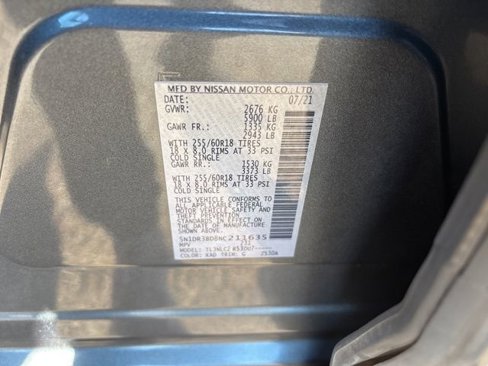 MFD BY NISSAN MOTOR CO., LTD.
DATE: 07/21
GVWR: 2676 KG
5900 LB
GAWR FR.: 1335 KG
2943 LB
WITH 255/60R18 TIRES
18 X 8.0 RIMS AT 33 PSI
COLD SINGLE
GAWR RR.: 1530 KG
3373 LB
WITH 255/60R18 TIRES
18 X 8.0 RIMS AT 33 PSI
COLD SINGLE
THIS VEHICLE CONFORMS TO ALL
APPLICABLE FEDERAL
MOTOR VEHICLE SAFETY AND
THEFT PREVENTION
STANDARDS IN EFFECT ON THE
DATE OF MANUFACTURE
SHOWN ABOVE.
5N1DR3BD8NC211635
MPV
COLOR: KAD TRIM: G